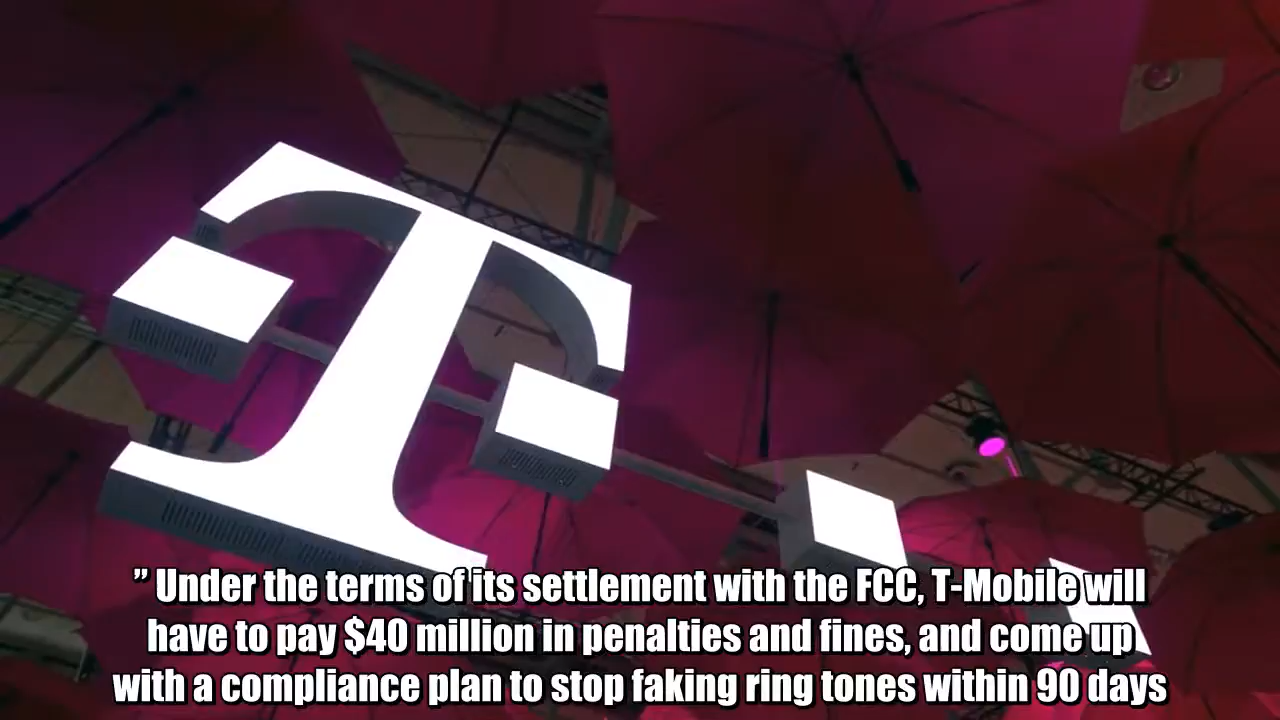 T
” Under the terms of its settlement with the FCC, T-Mobile will
have to pay $40 million in penalties and fines, and come up
with a compliance plan to stop faking ring tones within 90 days